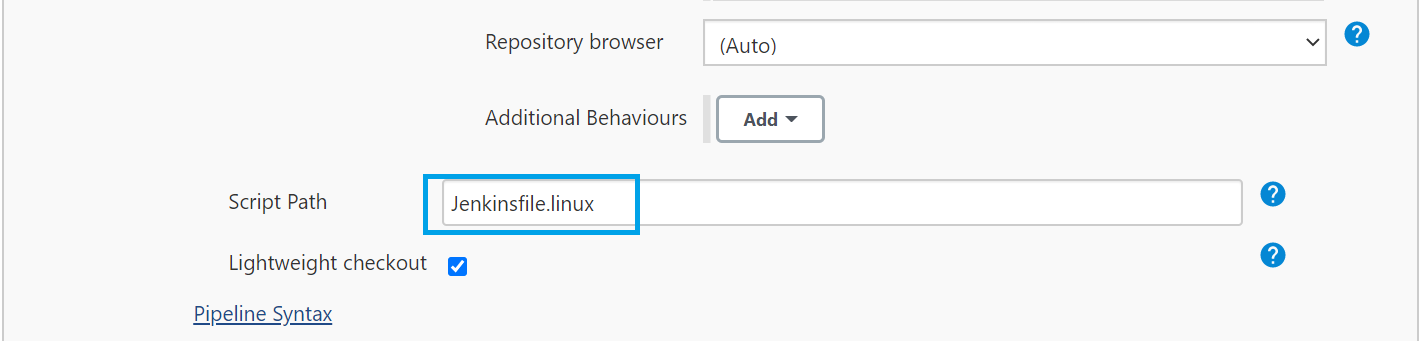 Repository browser
(Auto)
?
Additional Behaviours
Add
Script Path
Jenkinsfile.linux
?
Lightweight checkout
?
Pipeline Syntax